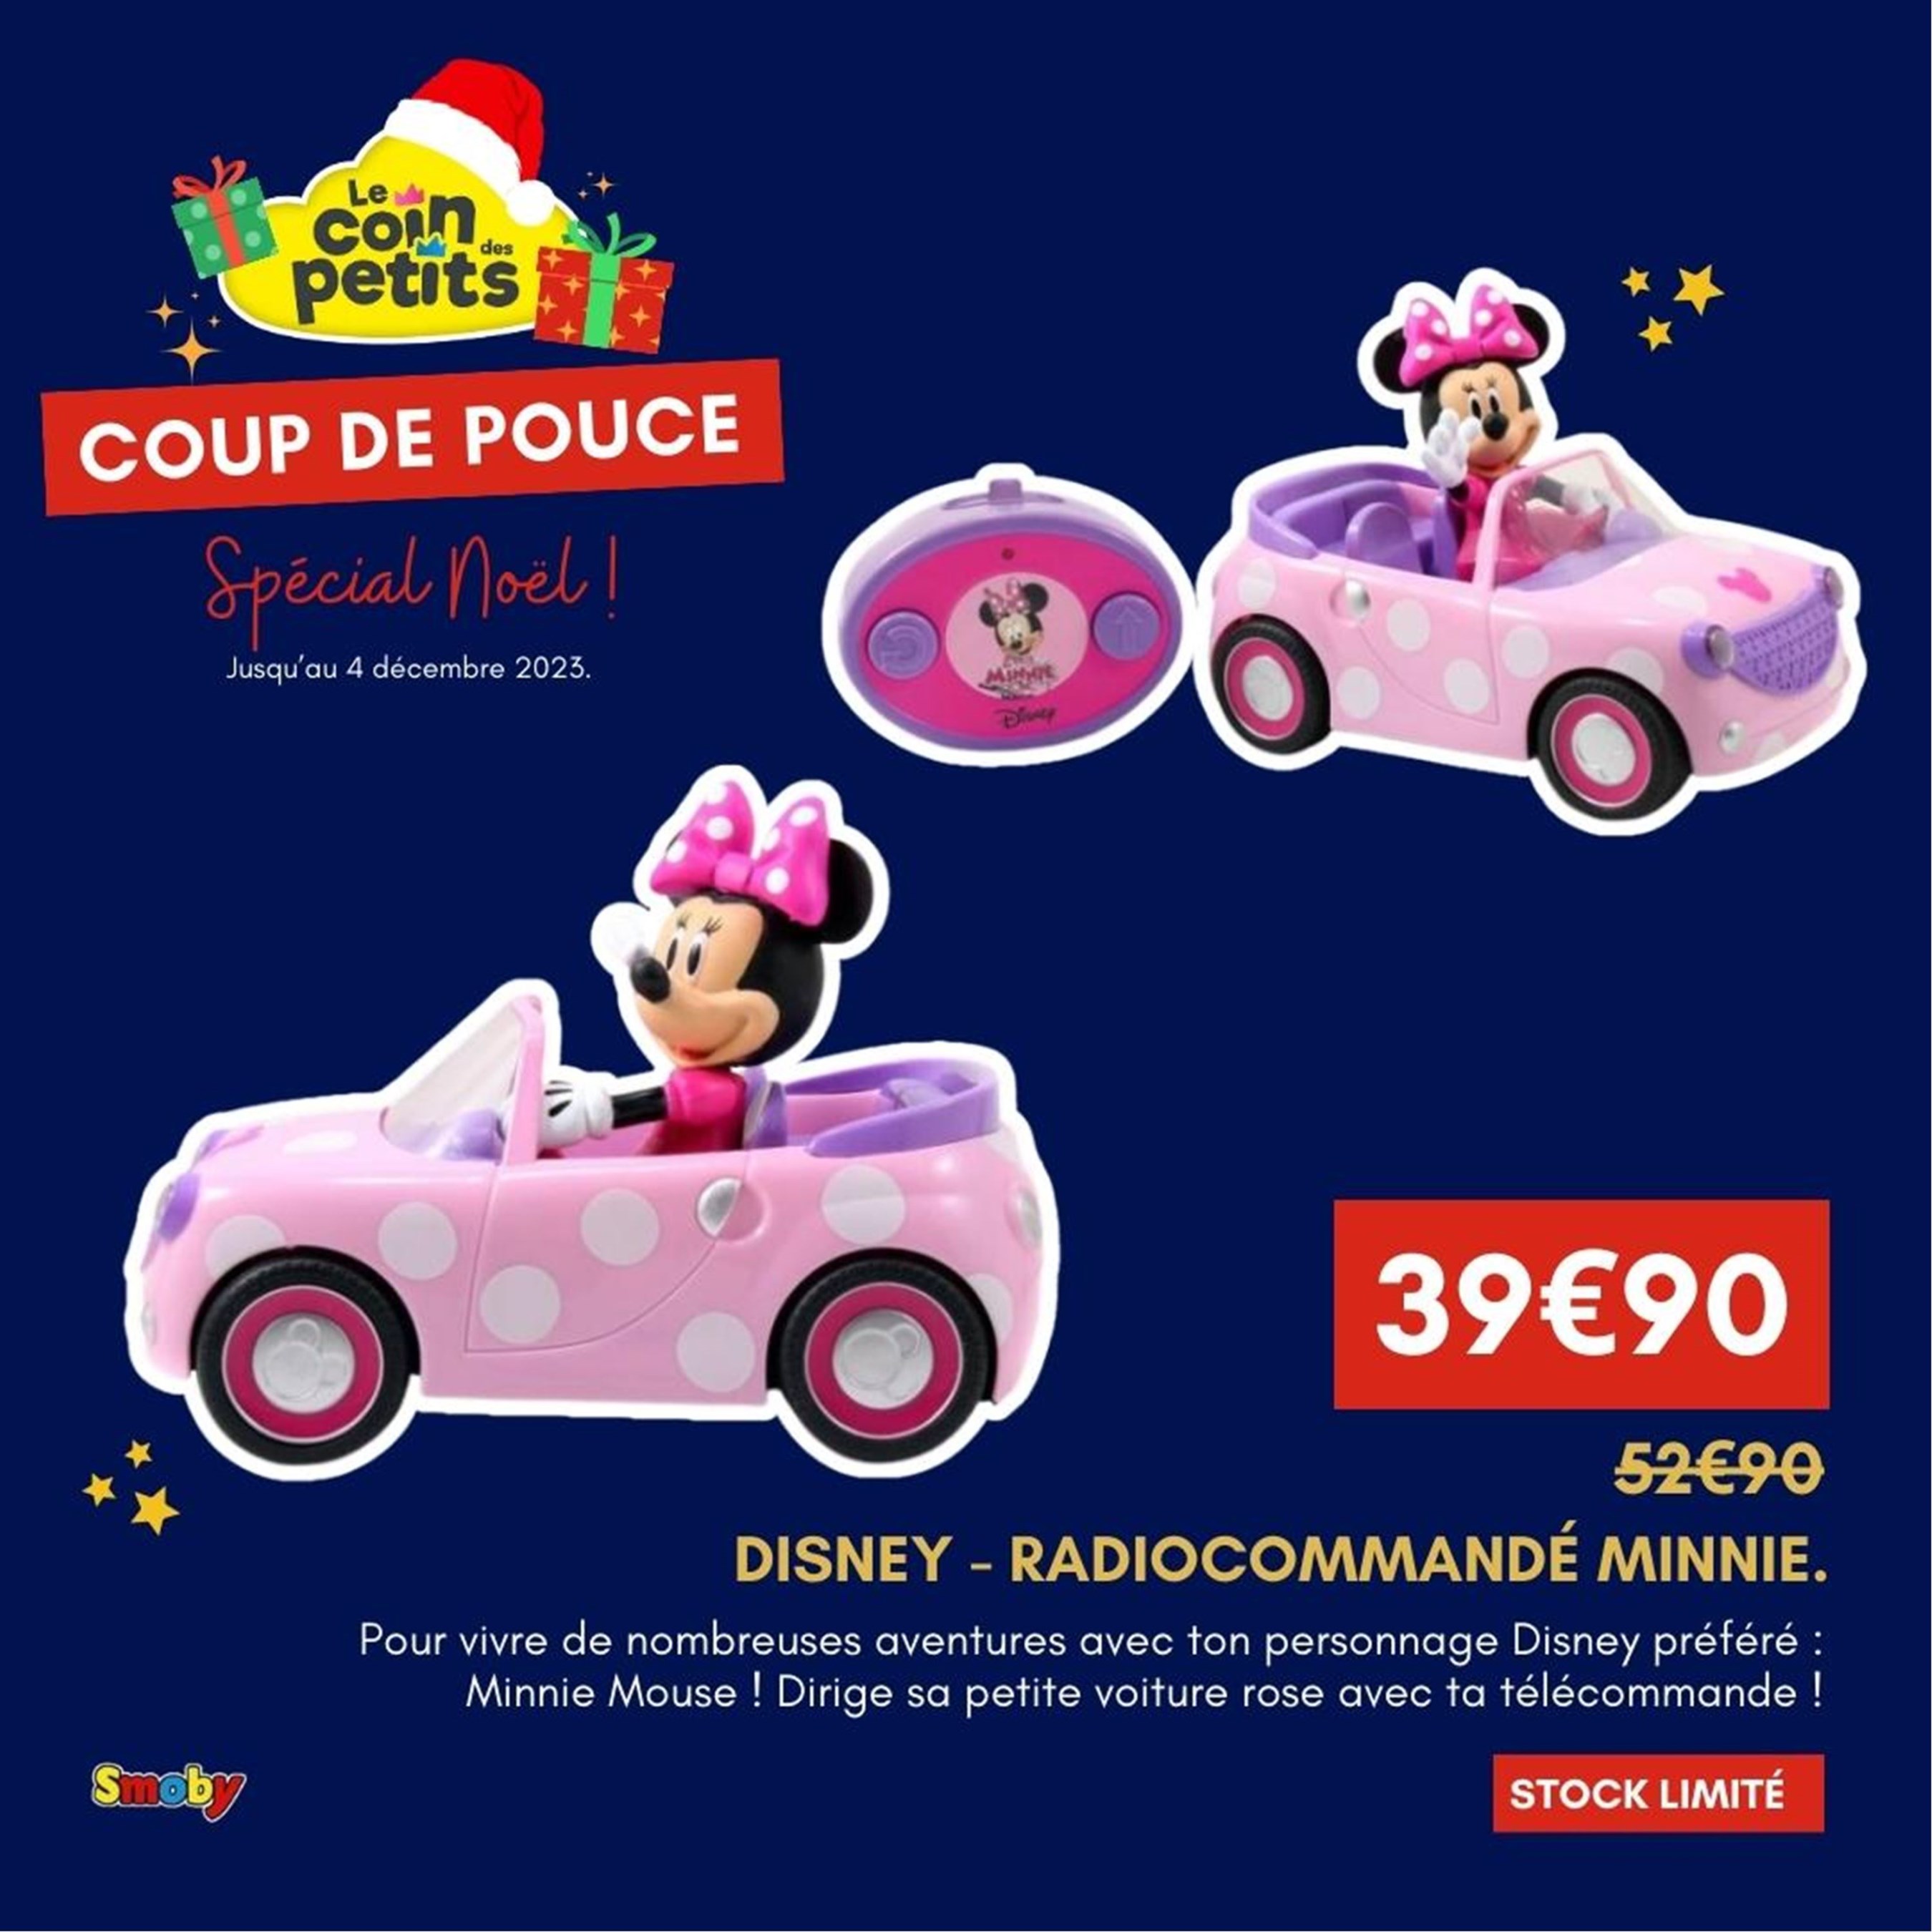 Le
coin
des
petits
COUP DE POUCE
Spécial Noël !
Jusqu'au 4 décembre 2023.
MINNIE
Disney
39€90
52€90
DISNEY - RADIOCOMMANDÉ MINNIE.
Pour vivre de nombreuses aventures avec ton personnage Disney préféré :
Minnie Mouse ! Dirige sa petite voiture rose avec ta télécommande !
Smoby
STOCK LIMITÉ